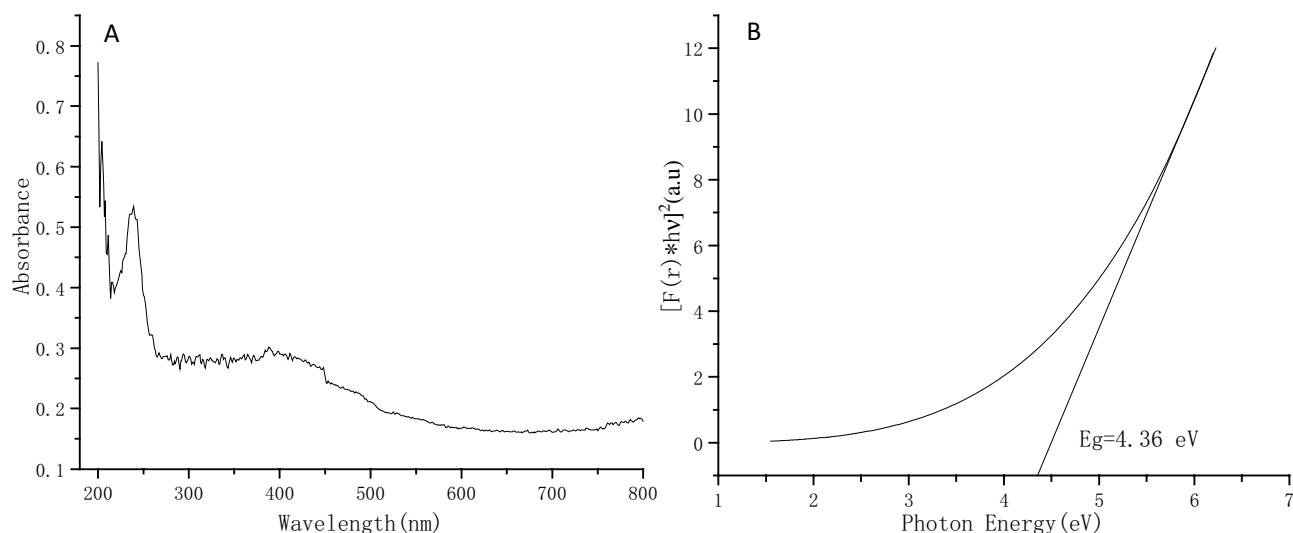 A
0.8
0.7
0.6
0.5
0.4
0.3
0.2
0.1
Absorbance
200 300 400 500 600 700 800
Wavelength(nm)
B
12
10
8
6
4
2
0
[F(r)*hν]²(a.u)
Eg=4.36 eV
1 2 3 4 5 6 7
Photon Energy(eV)